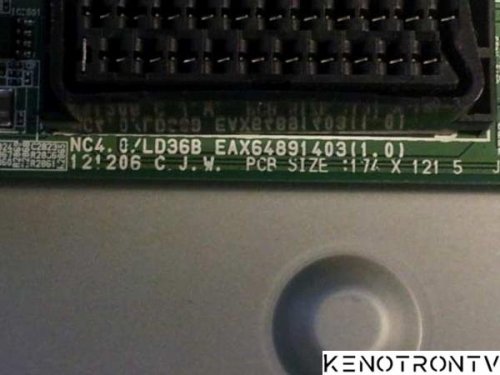 NC4.0/LD36B EAX64891403(1.0)
121206 C.J.W. PCB SIZE :174 X 121 5
KENOTRONTV